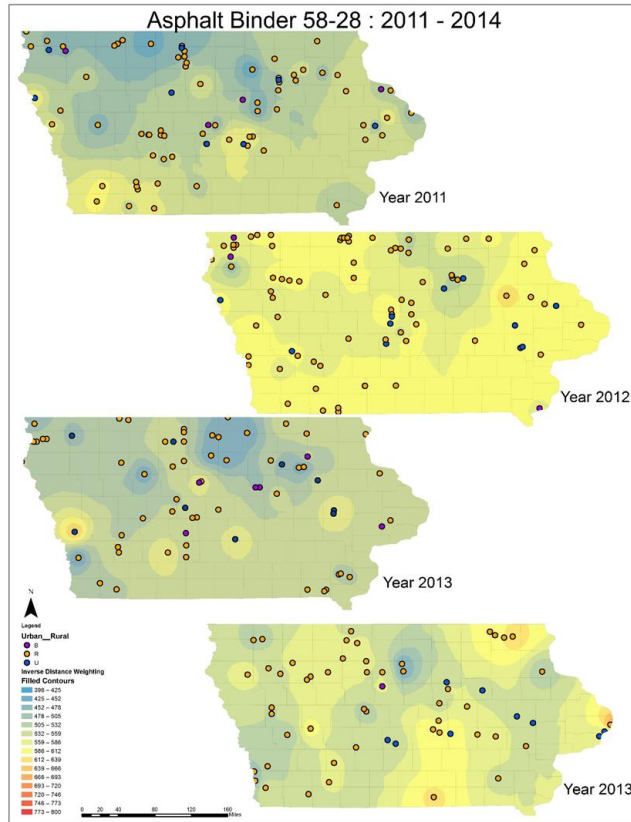 Asphalt Binder 58-28 : 2011 - 2014
Year 2011
Year 2012
Year 2013
N
Legend
Urban__Rural
B
R
U
Inverse Distance Weighting
Filled Contours
398 – 425
425 – 452
452 – 478
478 – 505
505 – 532
532 – 559
559 – 586
586 – 612
612 – 639
639 – 666
666 – 693
693 – 720
720 – 746
746 – 773
773 – 800
0 20 40 80 120 160
Miles
Year 2013